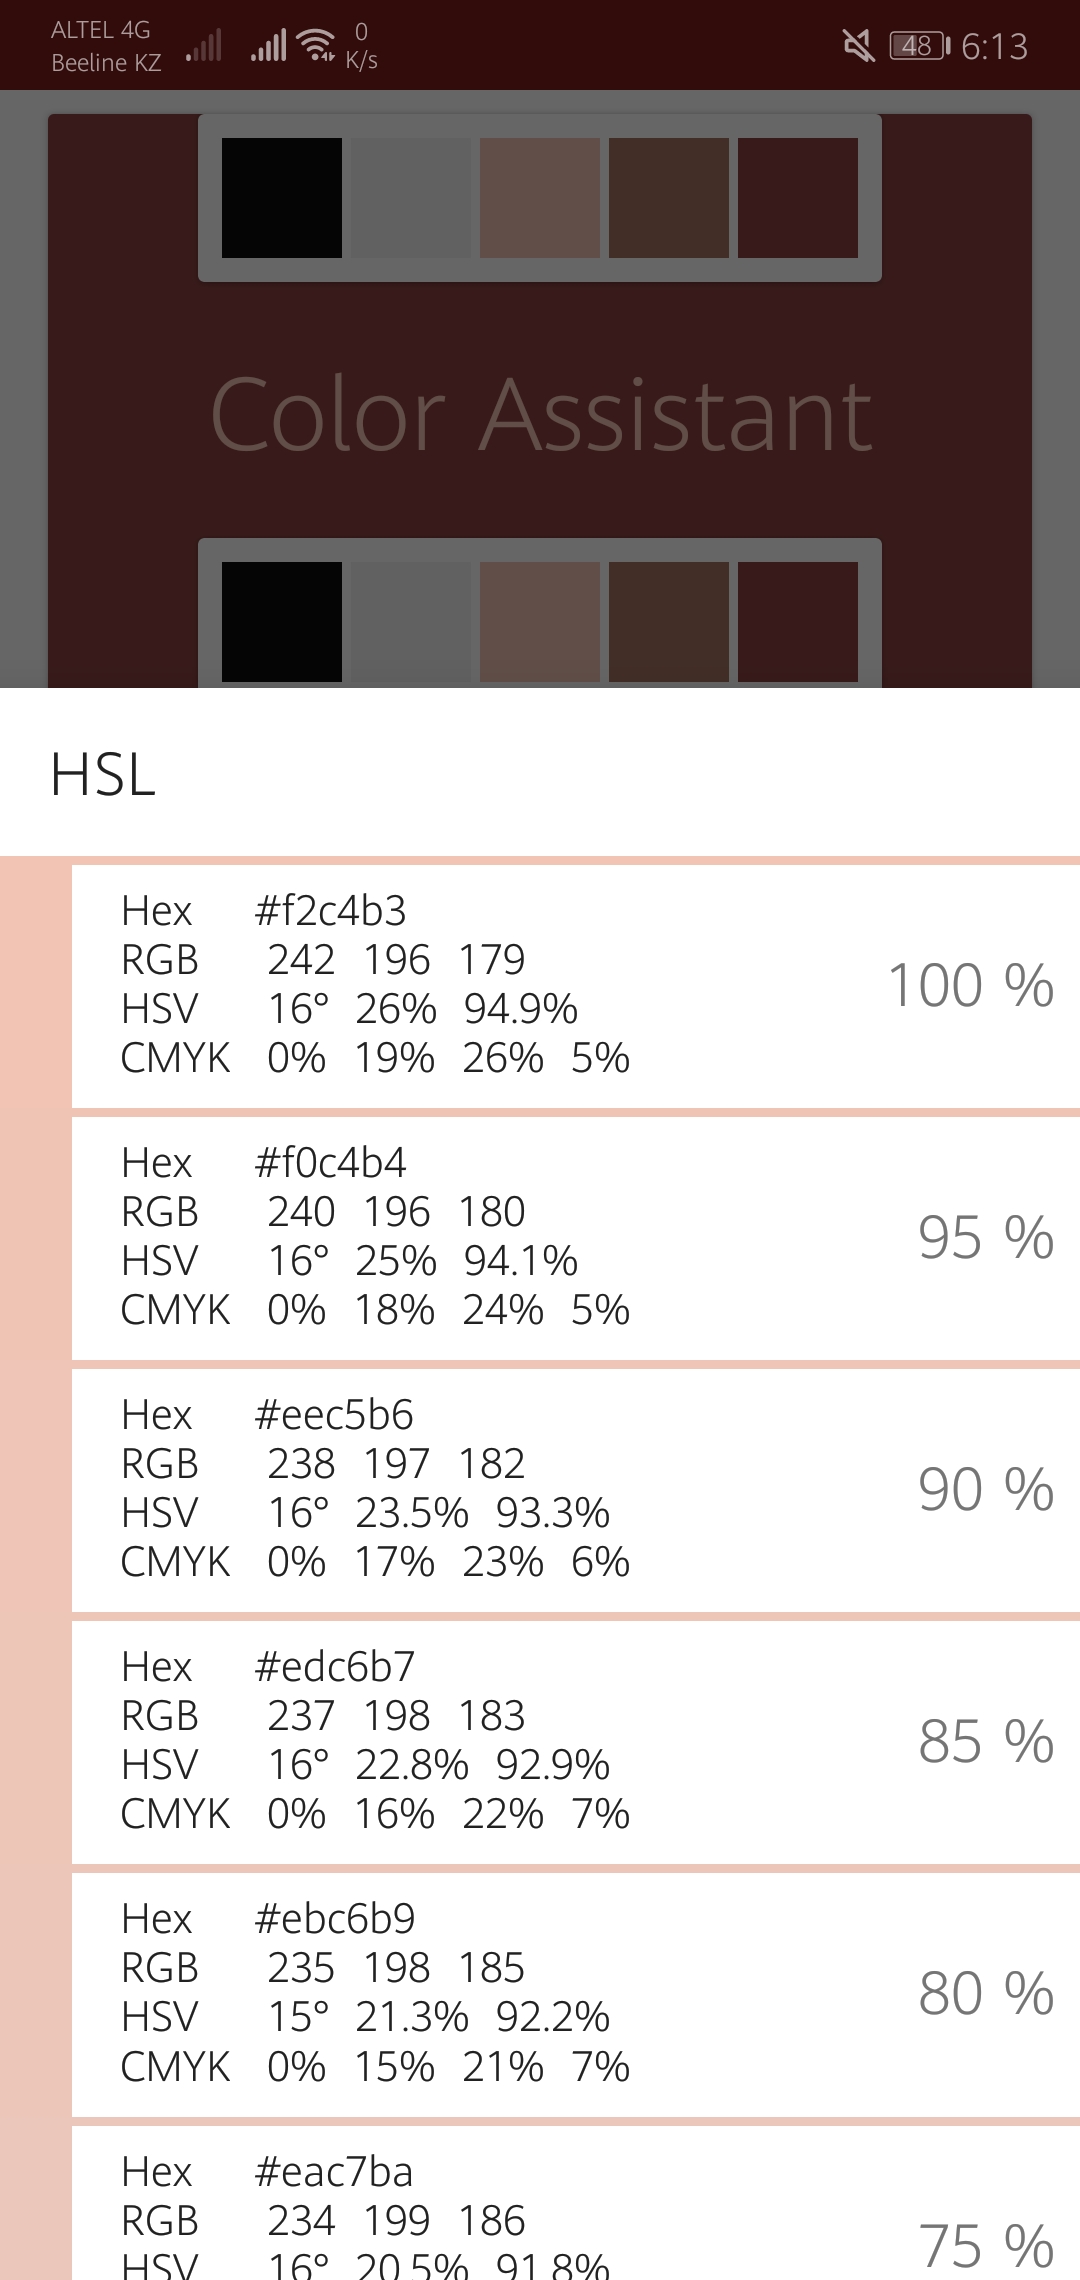 ALTEL 4G
Beeline KZ
0
K/s
48
6:13
Color Assistant
HSL
Hex #f2c4b3
RGB 242 196 179
HSV 16° 26% 94.9%
CMYK 0% 19% 26% 5%
100 %
Hex #f0c4b4
RGB 240 196 180
HSV 16° 25% 94.1%
CMYK 0% 18% 24% 5%
95 %
Hex #eec5b6
RGB 238 197 182
HSV 16° 23.5% 93.3%
CMYK 0% 17% 23% 6%
90 %
Hex #edc6b7
RGB 237 198 183
HSV 16° 22.8% 92.9%
CMYK 0% 16% 22% 7%
85 %
Hex #ebc6b9
RGB 235 198 185
HSV 15° 21.3% 92.2%
CMYK 0% 15% 21% 7%
80 %
Hex #eac7ba
RGB 234 199 186
HSV 16° 20.5% 91.8%
75 %